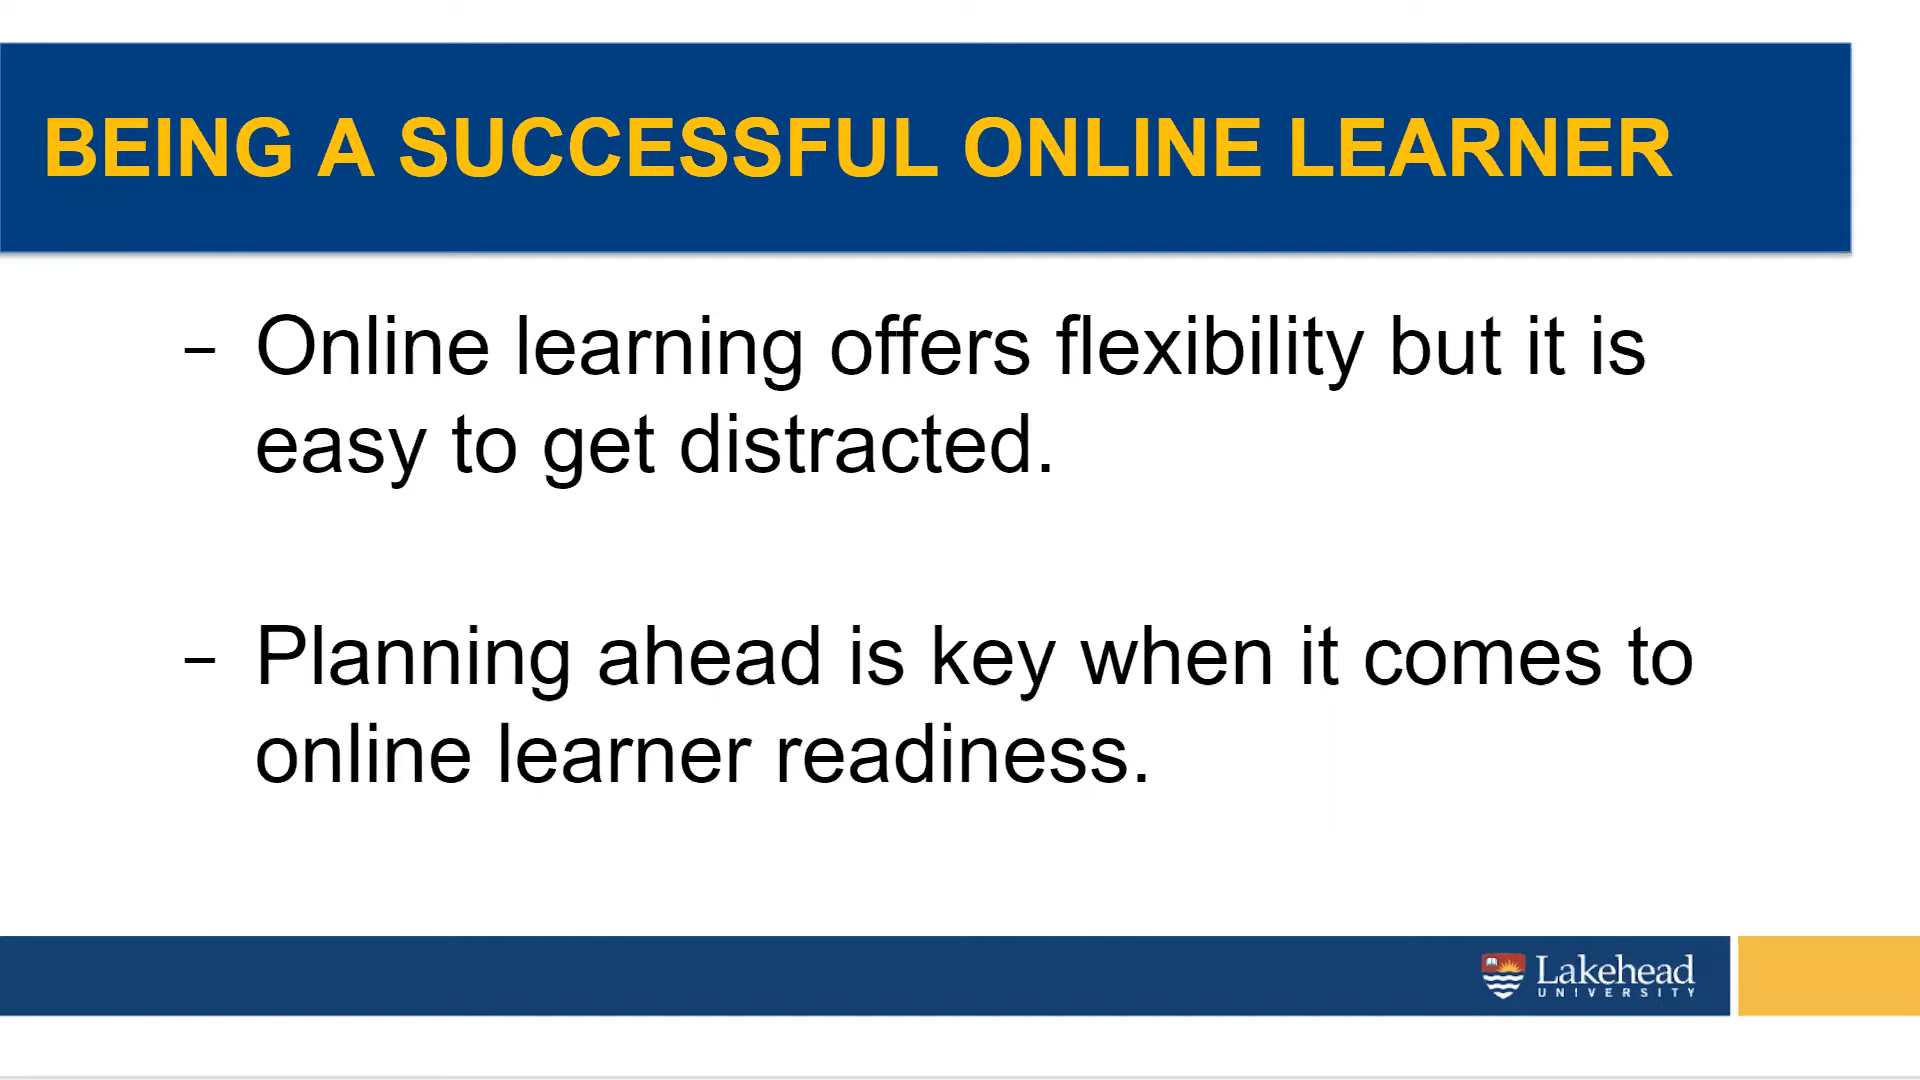 BEING A SUCCESSFUL ONLINE LEARNER
– Online learning offers flexibility but it is
easy to get distracted.
– Planning ahead is key when it comes to
online learner readiness.
Lakehead
UNIVERSITY